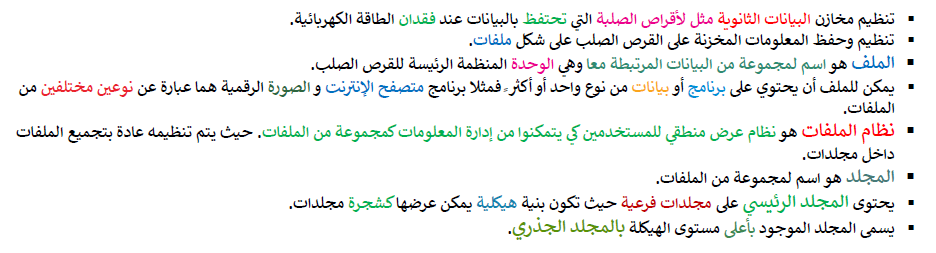 ▪ تنظيم مخازن البيانات الثانوية مثل لأقراص الصلبة التي تحتفظ بالبيانات عند فقدان الطاقة الكهربائية.
▪ تنظيم وحفظ المعلومات المخزنة على القرص الصلب على شكل ملفات.
▪ الملف هو اسم لمجموعة من البيانات المرتبطة معا وهي الوحدة المنظمة الرئيسة للقرص الصلب.
▪ يمكن للملف أن يحتوي على برنامج أو بيانات من نوع واحد أو أكثر، فمثلا برنامج متصفح الإنترنت و الصورة الرقمية هما عبارة عن نوعين مختلفين من
الملفات.
▪ نظام الملفات هو نظام عرض منطقي للمستخدمين كي يتمكنوا من إدارة المعلومات كمجموعة من الملفات. حيث يتم تنظيمه عادة بتجميع الملفات
داخل مجلدات.
▪ المجلد هو اسم لمجموعة من الملفات.
▪ يحتوى المجلد الرئيسي على مجلدات فرعية حيث تكون بنية هيكلية يمكن عرضها كشجرة مجلدات.
▪ يسمى المجلد الموجود بأعلى مستوى الهيكلة بالمجلد الجذري.